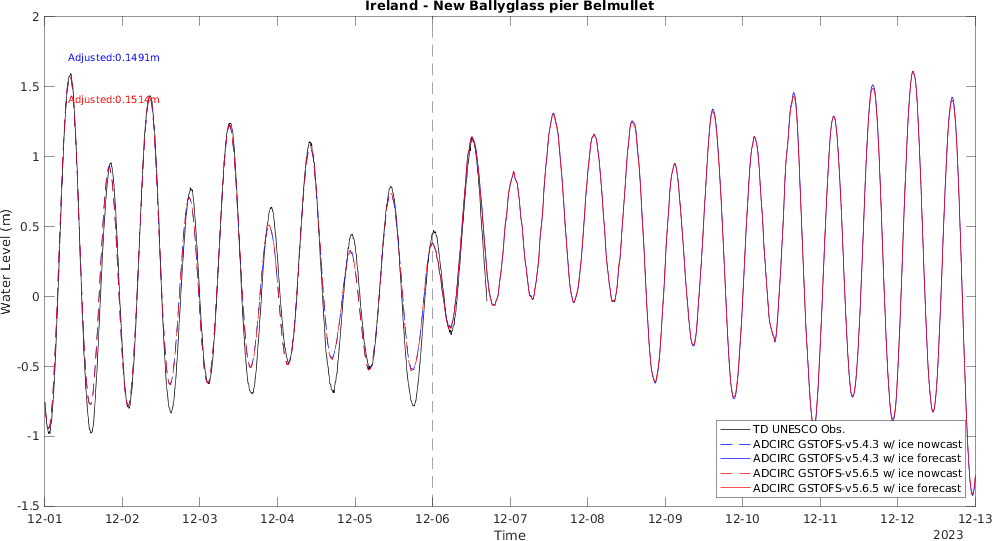 Ireland - New Ballyglass pier Belmullet
Adjusted:0.1491m
Adjusted:0.1514m
Water Level (m)
2
1.5
1
0.5
0
-0.5
-1
-1.5
12-01 12-02 12-03 12-04 12-05 12-06 12-07 12-08 12-09 12-10 12-11 12-12 12-13
Time
2023
TD UNESCO Obs.
ADCIRC GSTOFS-v5.4.3 w/ ice nowcast
ADCIRC GSTOFS-v5.4.3 w/ ice forecast
ADCIRC GSTOFS-v5.6.5 w/ ice nowcast
ADCIRC GSTOFS-v5.6.5 w/ ice forecast